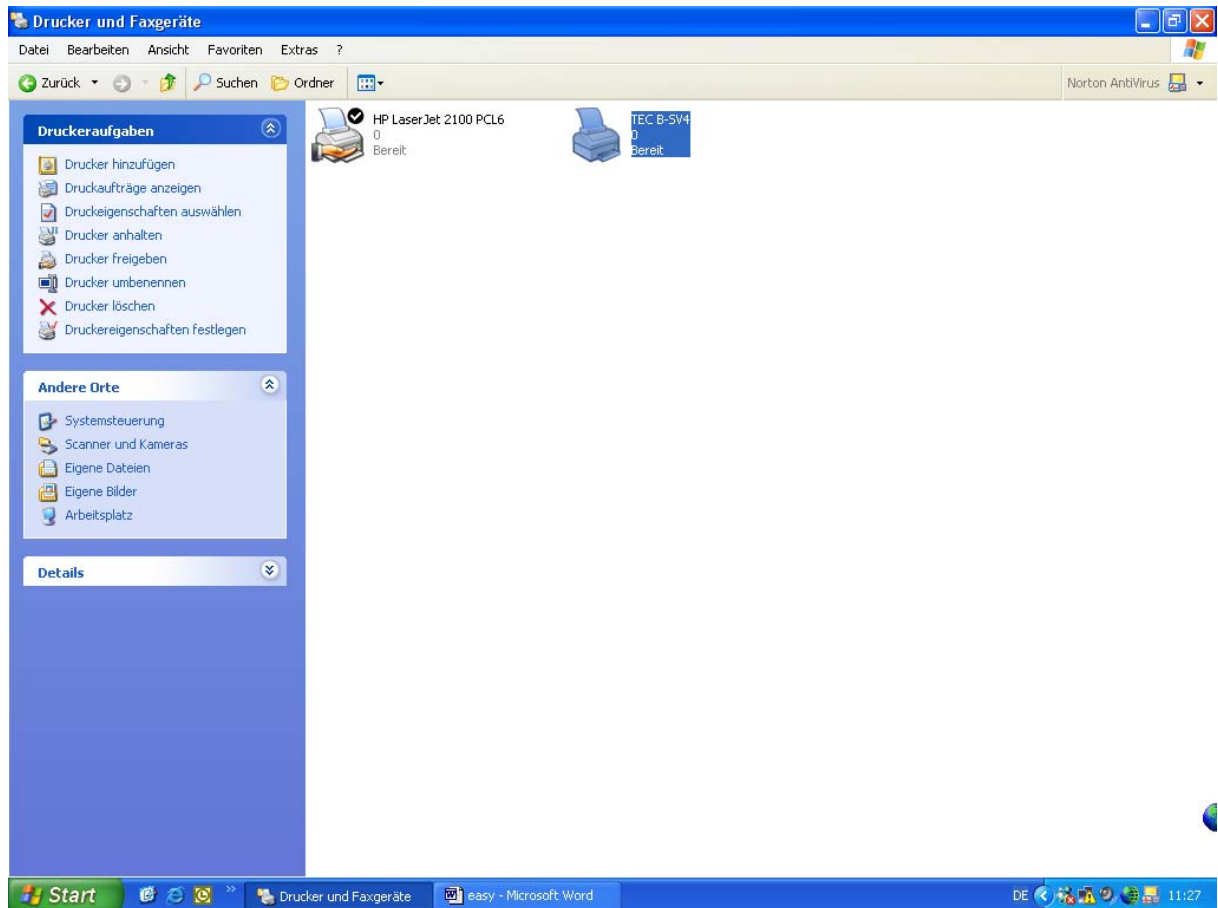 Drucker und Faxgeräte
Datei Bearbeiten Ansicht Favoriten Extras ?
Zurück Suchen Ordner Norton AntiVirus
Druckeraufgaben
Drucker hinzufügen
Druckaufträge anzeigen
Druckeigenschaften auswählen
Drucker anhalten
Drucker freigeben
Drucker umbenennen
Drucker löschen
Druckereigenschaften festlegen
Andere Orte
Systemsteuerung
Scanner und Kameras
Eigene Dateien
Eigene Bilder
Arbeitsplatz
Details
HP LaserJet 2100 PCL6
0
Bereit
TEC B-SV4
0
Bereit
Start » Drucker und Faxgeräte easy - Microsoft Word DE 11:27